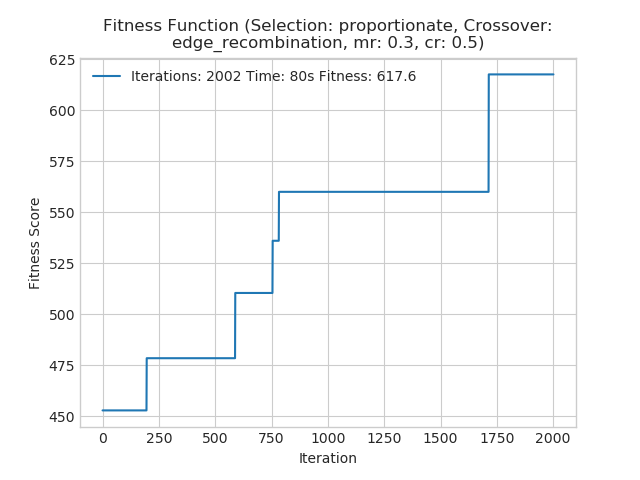 Fitness Function (Selection: proportionate, Crossover:
edge_recombination, mr: 0.3, cr: 0.5)
Iterations: 2002 Time: 80s Fitness: 617.6
Fitness Score
625
600
575
550
525
500
475
450
0 250 500 750 1000 1250 1500 1750 2000
Iteration